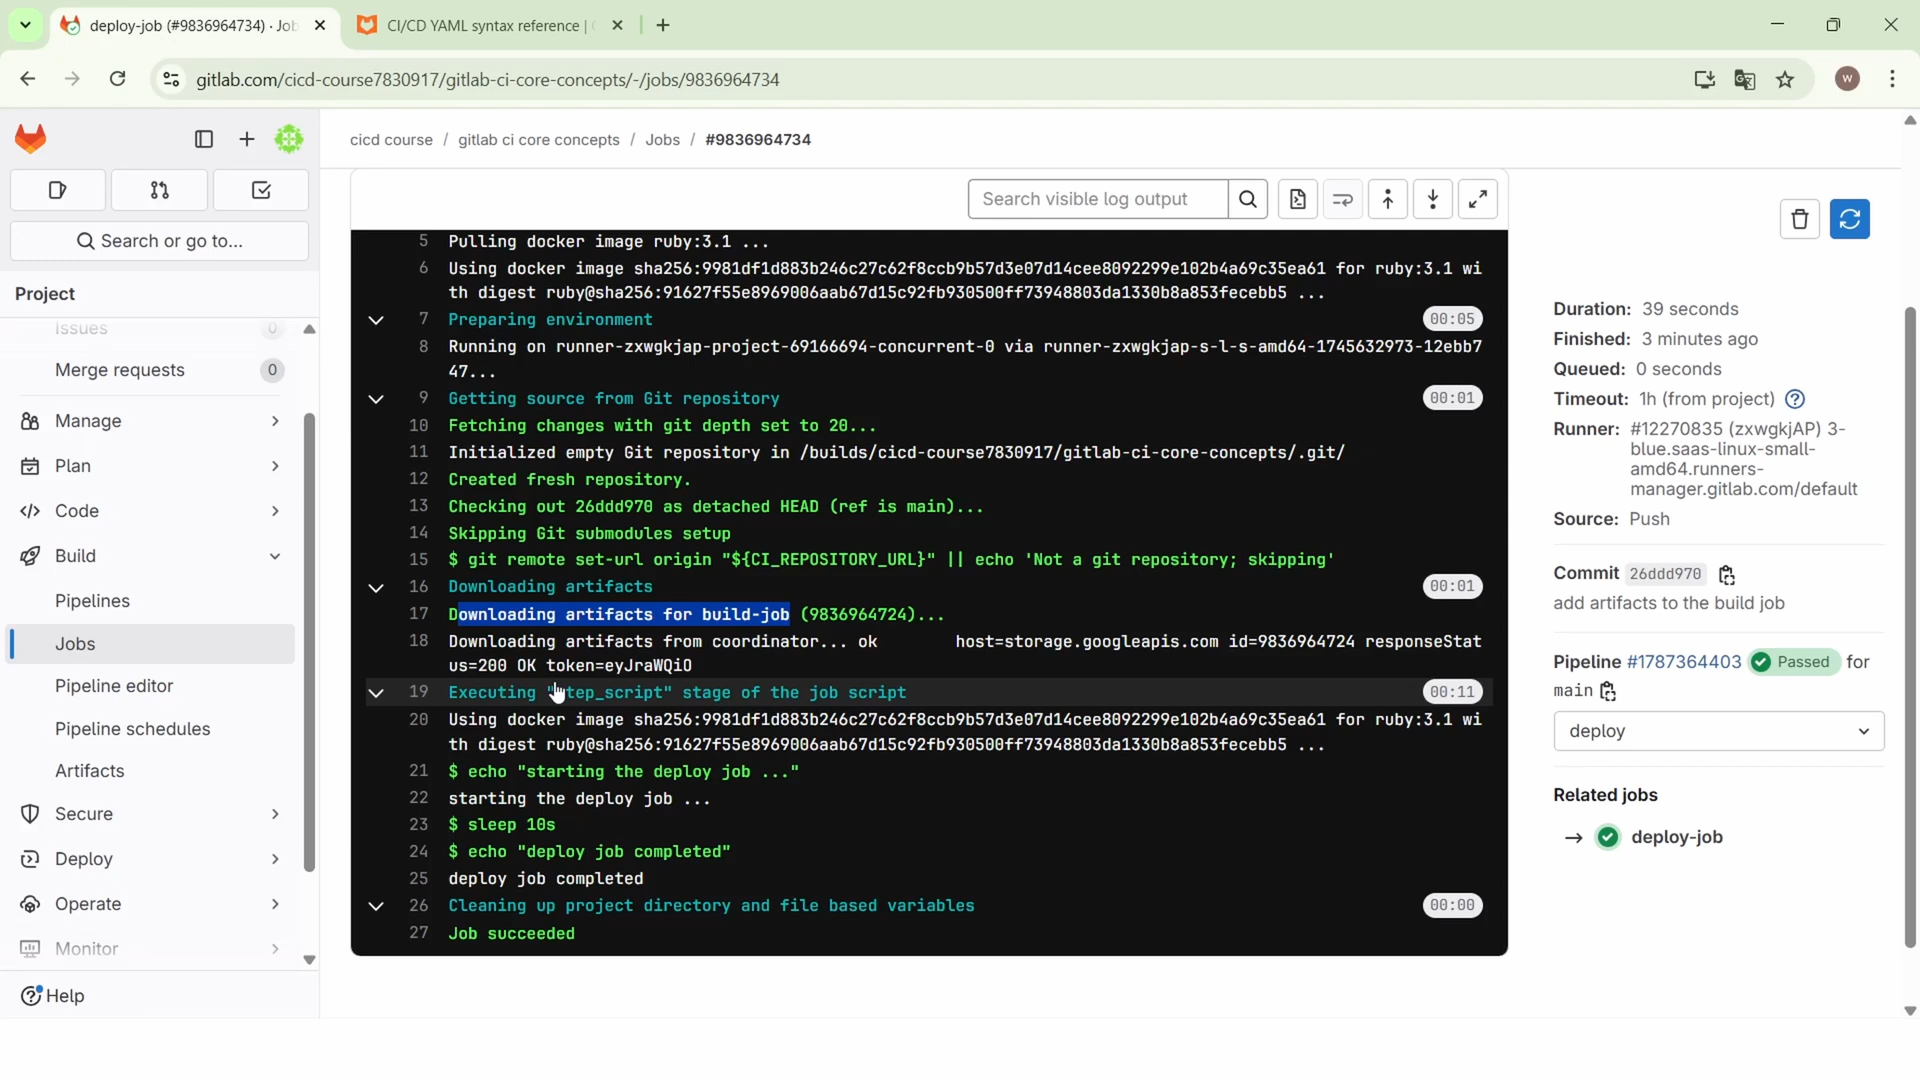 deploy-job (#9836964734) · Job
CI/CD YAML syntax reference |
gitlab.com/cicd-course7830917/gitlab-ci-core-concepts/-/jobs/9836964734
W
cicd course / gitlab ci core concepts / Jobs / #9836964734
Search or go to...
Project
Issues 0
Merge requests 0
Manage
Plan
Code
Build
Pipelines
Jobs
Pipeline editor
Pipeline schedules
Artifacts
Secure
Deploy
Operate
Monitor
Help
Search visible log output
5 Pulling docker image ruby:3.1 ...
6 Using docker image sha256:9981df1d883b246c27c62f8ccb9b57d3e07d14cee8092299e102b4a69c35ea61 for ruby:3.1 wi
th digest ruby@sha256:91627f55e8969006aab67d15c92fb930500ff73948803da1330b8a853fecebb5 ...
7 Preparing environment 00:05
8 Running on runner-zxwgkjap-project-69166694-concurrent-0 via runner-zxwgkjap-s-l-s-amd64-1745632973-12ebb7
47...
9 Getting source from Git repository 00:01
10 Fetching changes with git depth set to 20...
11 Initialized empty Git repository in /builds/cicd-course7830917/gitlab-ci-core-concepts/.git/
12 Created fresh repository.
13 Checking out 26ddd970 as detached HEAD (ref is main)...
14 Skipping Git submodules setup
15 $ git remote set-url origin "${CI_REPOSITORY_URL}" || echo 'Not a git repository; skipping'
16 Downloading artifacts 00:01
17 Downloading artifacts for build-job (9836964724)...
18 Downloading artifacts from coordinator... ok host=storage.googleapis.com id=9836964724 responseStat
us=200 OK token=eyJraWQiO
19 Executing "step_script" stage of the job script 00:11
20 Using docker image sha256:9981df1d883b246c27c62f8ccb9b57d3e07d14cee8092299e102b4a69c35ea61 for ruby:3.1 wi
th digest ruby@sha256:91627f55e8969006aab67d15c92fb930500ff73948803da1330b8a853fecebb5 ...
21 $ echo "starting the deploy job ..."
22 starting the deploy job ...
23 $ sleep 10s
24 $ echo "deploy job completed"
25 deploy job completed
26 Cleaning up project directory and file based variables 00:00
27 Job succeeded
Duration: 39 seconds
Finished: 3 minutes ago
Queued: 0 seconds
Timeout: 1h (from project)
Runner: #12270835 (zxwgkjAP) 3-
blue.saas-linux-small-
amd64.runners-
manager.gitlab.com/default
Source: Push
Commit 26ddd970
add artifacts to the build job
Pipeline #1787364403 Passed for
main
deploy
Related jobs
→ deploy-job